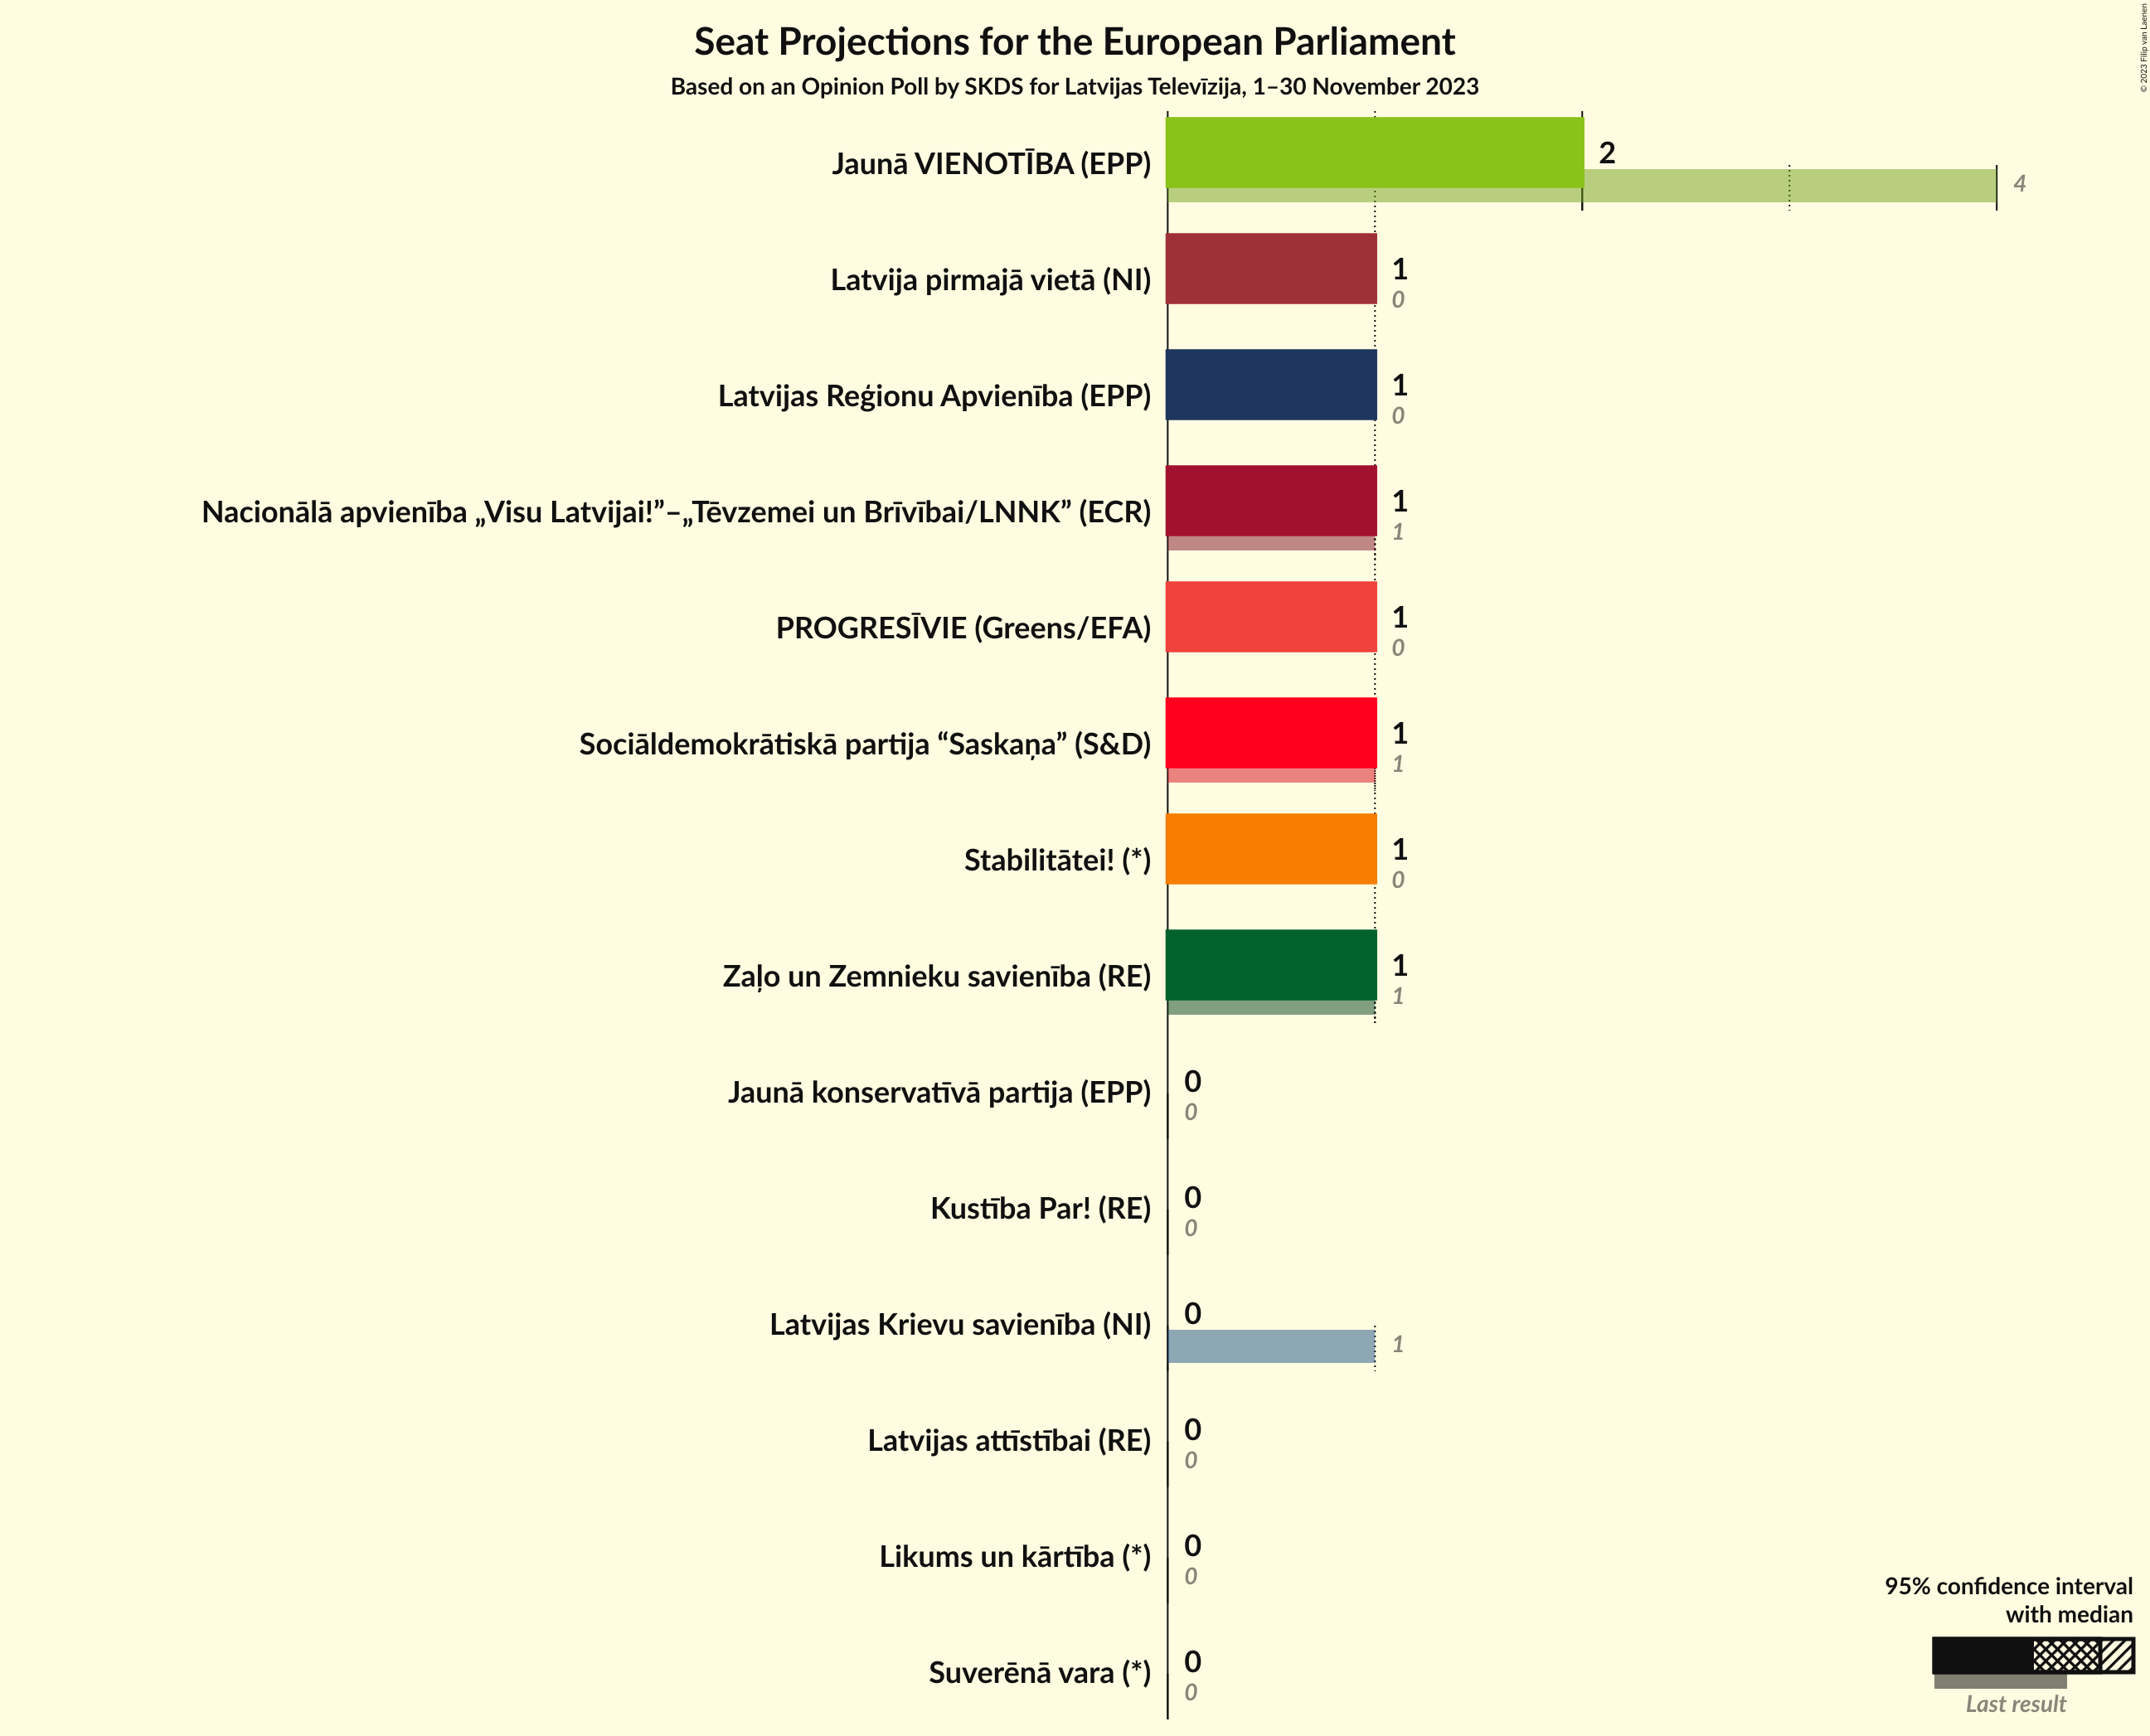 Seat Projections for the European Parliament
Based on an Opinion Poll by SKDS for Latvijas Televīzija, 1–30 November 2023
© 2023 Filip van Laenen
Jaunā VIENOTĪBA (EPP)
2
4
Latvija pirmajā vietā (NI)
1
0
Latvijas Reģionu Apvienība (EPP)
1
0
Nacionālā apvienība „Visu Latvijai!”–„Tēvzemei un Brīvībai/LNNK” (ECR)
1
1
PROGRESĪVIE (Greens/EFA)
1
0
Sociāldemokrātiskā partija “Saskaņa” (S&D)
1
1
Stabilitātei! (*)
1
0
Zaļo un Zemnieku savienība (RE)
1
1
Jaunā konservatīvā partija (EPP)
0
0
Kustība Par! (RE)
0
0
Latvijas Krievu savienība (NI)
0
1
Latvijas attīstībai (RE)
0
0
Likums un kārtība (*)
0
0
Suverēnā vara (*)
0
0
95% confidence interval
with median
Last result